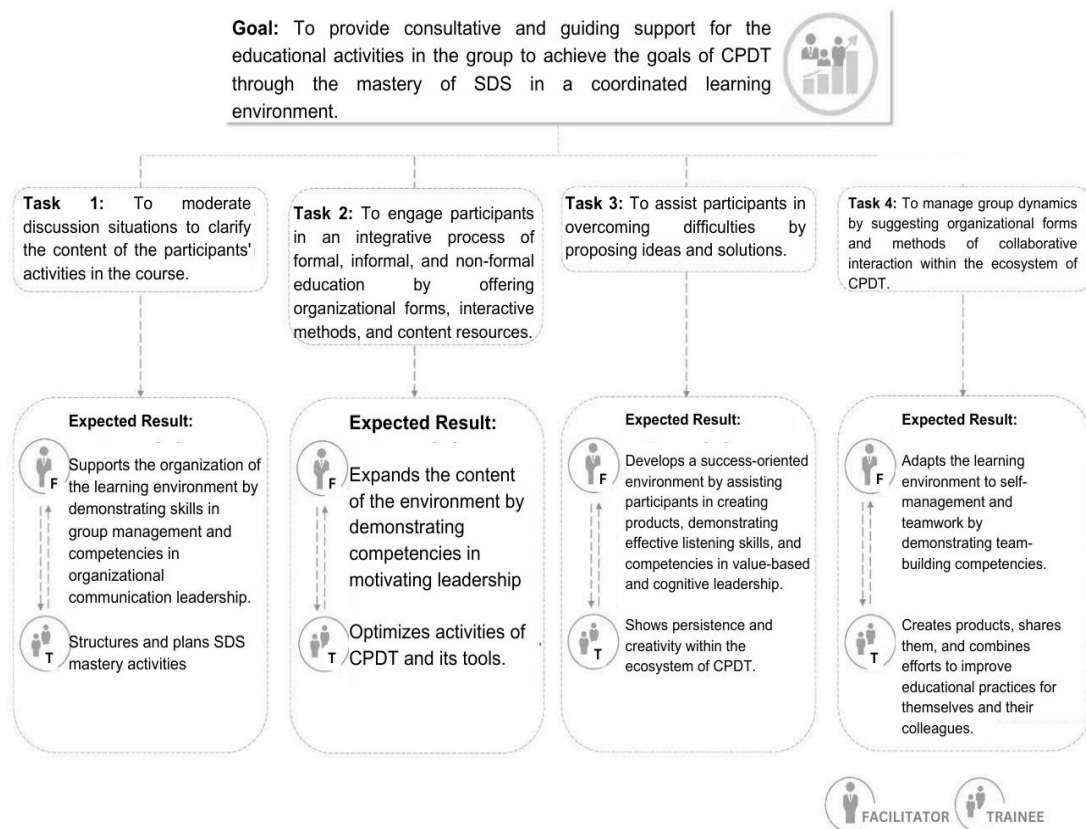 Goal: To provide consultative and guiding support for the
educational activities in the group to achieve the goals of CPDT
through the mastery of SDS in a coordinated learning
environment.
Task 1: To moderate
discussion situations to clarify
the content of the participants'
activities in the course.
Task 2: To engage participants
in an integrative process of
formal, informal, and non-formal
education by offering
organizational forms, interactive
methods, and content resources.
Task 3: To assist participants in
overcoming difficulties by
proposing ideas and solutions.
Task 4: To manage group dynamics
by suggesting organizational forms
and methods of collaborative
interaction within the ecosystem of
CPDT.
Expected Result:
F
Supports the organization of
the learning environment by
demonstrating skills in
group management and
competencies in
organizational
communication leadership.
T
Structures and plans SDS
mastery activities
Expected Result:
F
Expands the content
of the environment by
demonstrating
competencies in
motivating leadership
T
Optimizes activities of
CPDT and its tools.
Expected Result:
F
Develops a success-oriented
environment by assisting
participants in creating
products, demonstrating
effective listening skills, and
competencies in value-based
and cognitive leadership.
T
Shows persistence and
creativity within the
ecosystem of CPDT.
Expected Result:
F
Adapts the learning
environment to self-
management and
teamwork by
demonstrating team-
building competencies.
T
Creates products, shares
them, and combines
efforts to improve
educational practices for
themselves and their
colleagues.
FACILITATOR
TRAINEE